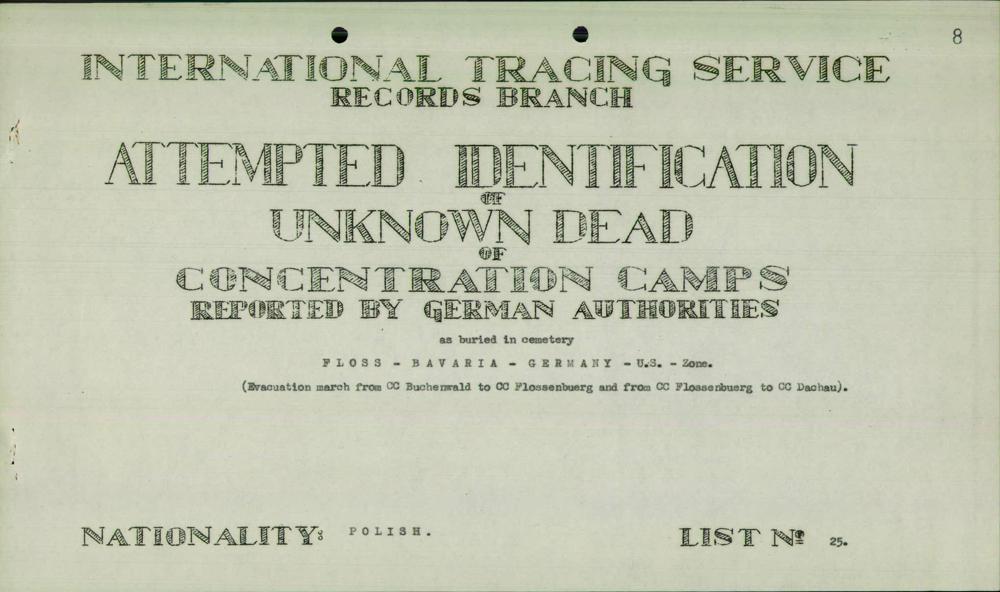 8
INTERNATIONAL TRACING SERVICE
RECORDS BRANCH
ATTEMPTED IDENTIFICATION
OF
UNKNOWN DEAD
OF
CONCENTRATION CAMPS
REPORTED BY GERMAN AUTHORITIES
as buried in cemetery
FLOSS - BAVARIA - GERMANY - U.S. - Zone.
(Evacuation march from CC Buchenwald to CC Flossenbuerg and from CC Flossenbuerg to CC Dachau).
NATIONALITY: POLISH. LIST Nº 25.